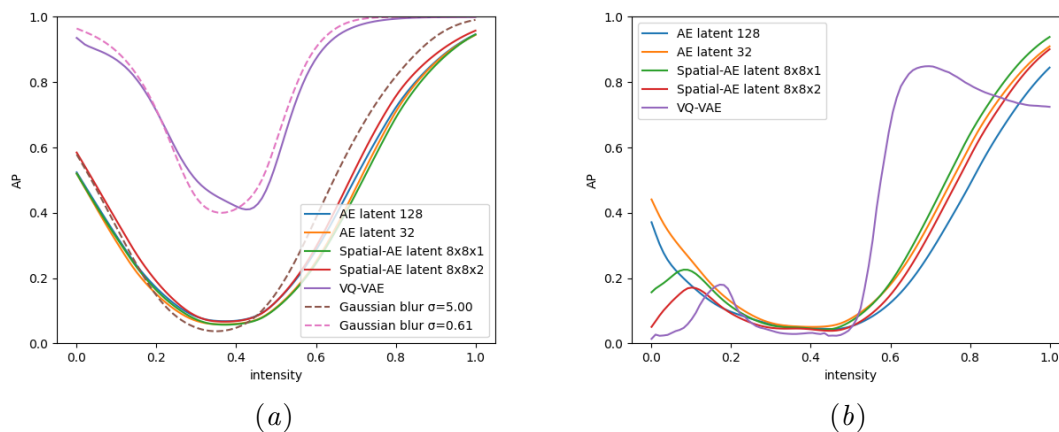 1.0
0.8
0.6
0.4
0.2
0.0
AP
0.0 0.2 0.4 0.6 0.8 1.0
intensity
AE latent 128
AE latent 32
Spatial-AE latent 8x8x1
Spatial-AE latent 8x8x2
VQ-VAE
Gaussian blur σ=5.00
Gaussian blur σ=0.61
(a)
1.0
0.8
0.6
0.4
0.2
0.0
AP
0.0 0.2 0.4 0.6 0.8 1.0
intensity
AE latent 128
AE latent 32
Spatial-AE latent 8x8x1
Spatial-AE latent 8x8x2
VQ-VAE
(b)